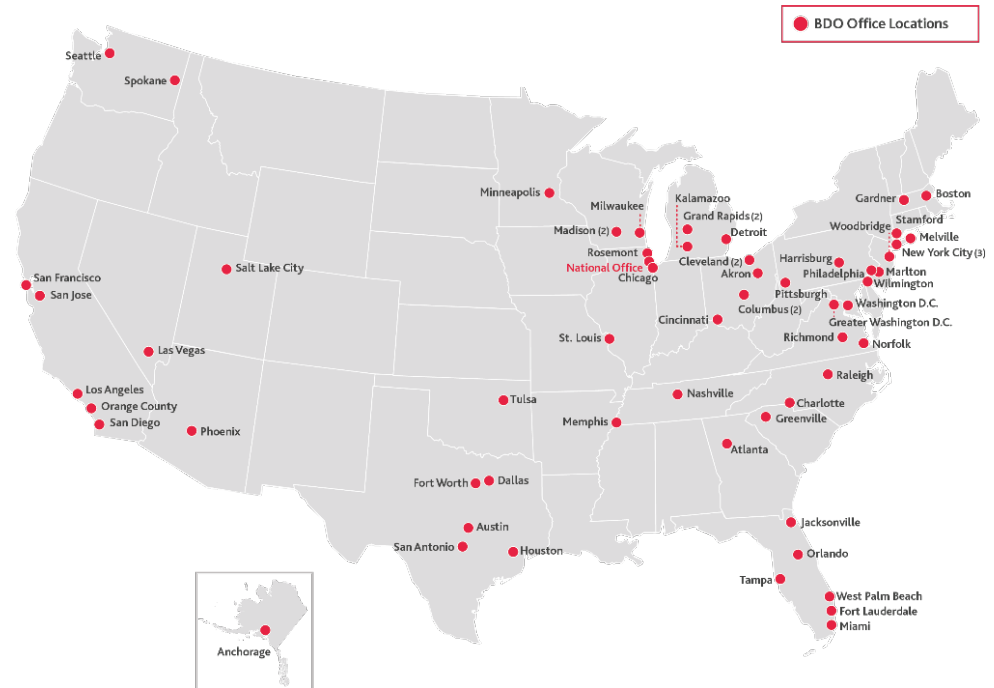 BDO Office Locations
Seattle
Spokane
Minneapolis
Milwaukee
Kalamazoo
Grand Rapids (2)
Detroit
Madison (2)
Rosemont
National Office
Chicago
Cleveland (2)
Akron
Columbus (2)
Cincinnati
Pittsburgh
Harrisburg
Philadelphia
Gardner
Boston
Stamford
Woodbridge
Melville
New York City (3)
Marlton
Wilmington
Washington D.C.
Greater Washington D.C.
Richmond
Norfolk
San Francisco
San Jose
Salt Lake City
Las Vegas
St. Louis
Los Angeles
Orange County
San Diego
Phoenix
Tulsa
Memphis
Nashville
Raleigh
Charlotte
Greenville
Atlanta
Fort Worth
Dallas
Austin
San Antonio
Houston
Jacksonville
Orlando
Tampa
West Palm Beach
Fort Lauderdale
Miami
Anchorage